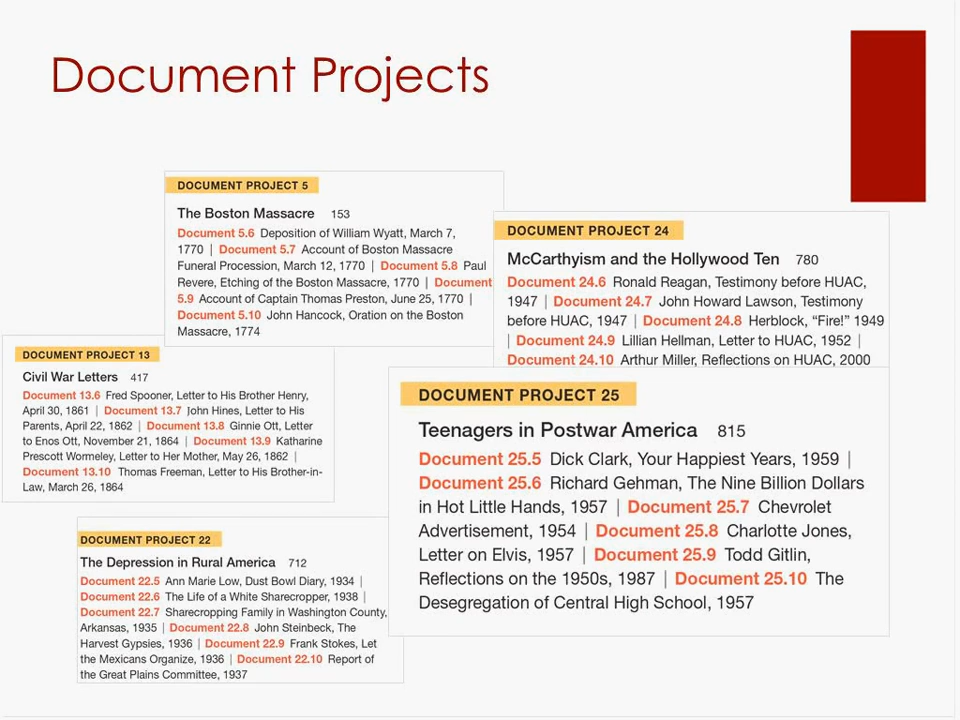 Document Projects
DOCUMENT PROJECT 5
The Boston Massacre 153
Document 5.6 Deposition of William Wyatt, March 7,
1770 | Document 5.7 Account of Boston Massacre
Funeral Procession, March 12, 1770 | Document 5.8 Paul
Revere, Etching of the Boston Massacre, 1770 | Document
5.9 Account of Captain Thomas Preston, June 25, 1770 |
Document 5.10 John Hancock, Oration on the Boston
Massacre, 1774
DOCUMENT PROJECT 24
McCarthyism and the Hollywood Ten 780
Document 24.6 Ronald Reagan, Testimony before HUAC,
1947 | Document 24.7 John Howard Lawson, Testimony
before HUAC, 1947 | Document 24.8 Herblock, “Fire!” 1949
| Document 24.9 Lillian Hellman, Letter to HUAC, 1952 |
Document 24.10 Arthur Miller, Reflections on HUAC, 2000
DOCUMENT PROJECT 13
Civil War Letters 417
Document 13.6 Fred Spooner, Letter to His Brother Henry,
April 30, 1861 | Document 13.7 John Hines, Letter to His
Parents, April 22, 1862 | Document 13.8 Ginnie Ott, Letter
to Enos Ott, November 21, 1864 | Document 13.9 Katharine
Prescott Wormeley, Letter to Her Mother, May 26, 1862 |
Document 13.10 Thomas Freeman, Letter to His Brother-in-
Law, March 26, 1864
DOCUMENT PROJECT 25
Teenagers in Postwar America 815
Document 25.5 Dick Clark, Your Happiest Years, 1959 |
Document 25.6 Richard Gehman, The Nine Billion Dollars
in Hot Little Hands, 1957 | Document 25.7 Chevrolet
Advertisement, 1954 | Document 25.8 Charlotte Jones,
Letter on Elvis, 1957 | Document 25.9 Todd Gitlin,
Reflections on the 1950s, 1987 | Document 25.10 The
Desegregation of Central High School, 1957
DOCUMENT PROJECT 22
The Depression in Rural America 712
Document 22.5 Ann Marie Low, Dust Bowl Diary, 1934 |
Document 22.6 The Life of a White Sharecropper, 1938 |
Document 22.7 Sharecropping Family in Washington County,
Arkansas, 1935 | Document 22.8 John Steinbeck, The
Harvest Gypsies, 1936 | Document 22.9 Frank Stokes, Let
the Mexicans Organize, 1936 | Document 22.10 Report of
the Great Plains Committee, 1937